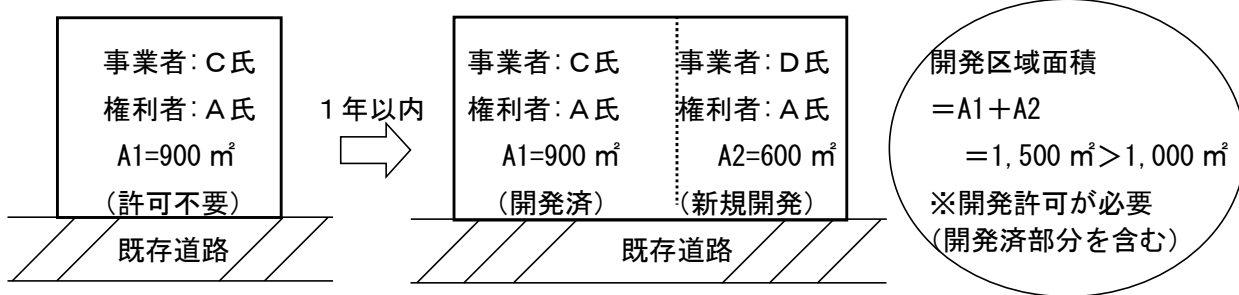 事業者:C氏
権利者:A氏
A1=900 ㎡
(許可不要)
既存道路
1年以内
事業者:C氏
権利者:A氏
A1=900 ㎡
(開発済)
事業者:D氏
権利者:A氏
A2=600 ㎡
(新規開発)
既存道路
開発区域面積
=A1+A2
=1,500 ㎡>1,000 ㎡
※開発許可が必要
(開発済部分を含む)